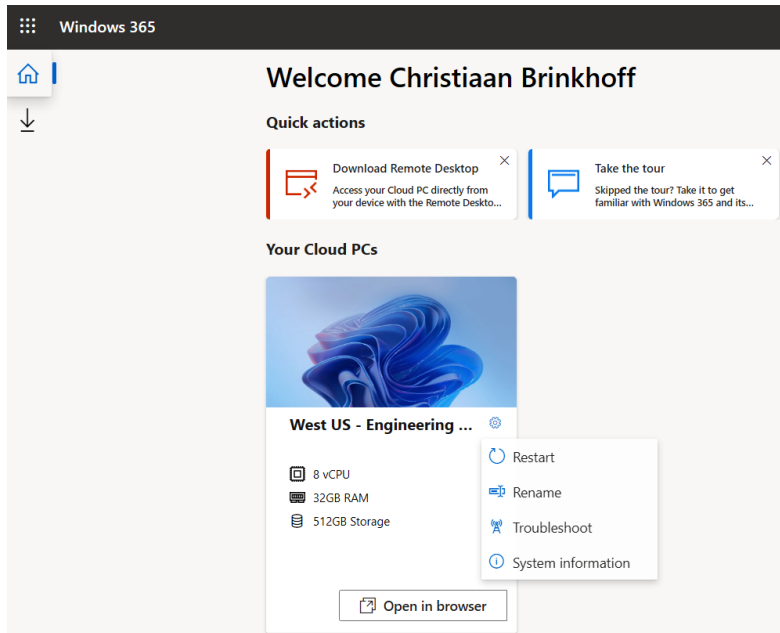 Windows 365
Welcome Christiaan Brinkhoff
Quick actions
Download Remote Desktop
Access your Cloud PC directly from
your device with the Remote Deskto...
Take the tour
Skipped the tour? Take it to get
familiar with Windows 365 and its...
Your Cloud PCs
West US - Engineering ...
8 vCPU
32GB RAM
512GB Storage
Restart
Rename
Troubleshoot
System information
Open in browser